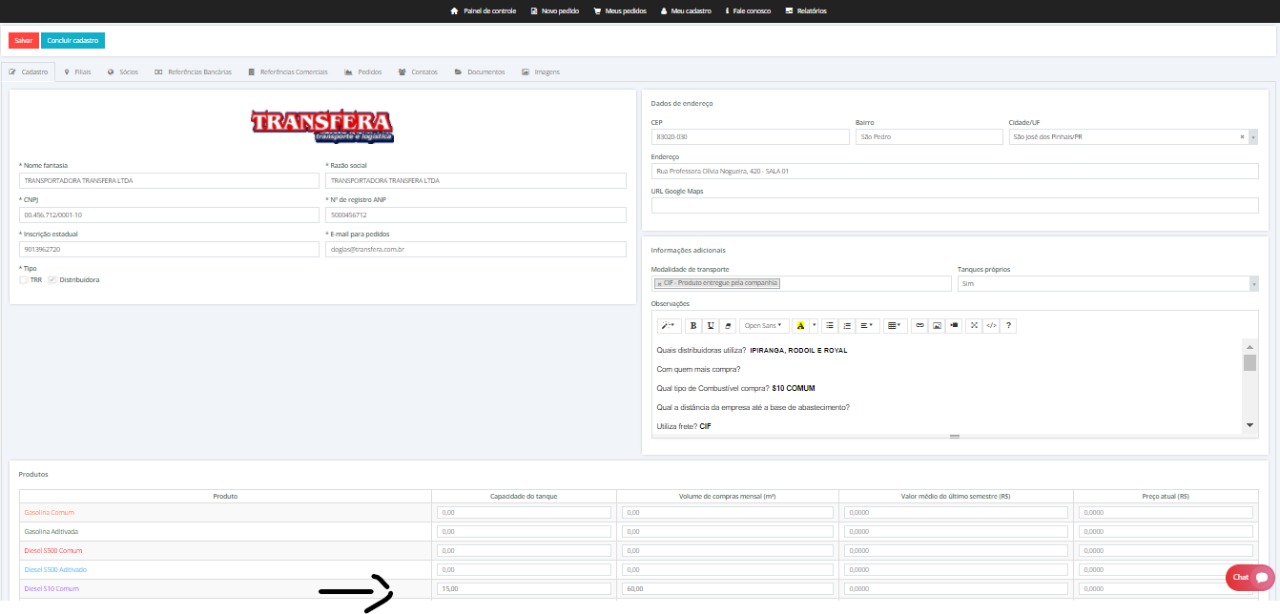 Painel de controle Novo pedido Meus pedidos Meu cadastro Fale conosco Relatórios
Salvar Concluir cadastro
Cadastro Filiais Sócios Referências Bancárias Referências Comerciais Pedidos Contatos Documentos Imagens
TRANSFERA
transporte e logística
* Nome fantasia * Razão social
TRANSPORTADORA TRANSFERA LTDA TRANSPORTADORA TRANSFERA LTDA
* CNPJ * Nº de registro ANP
00.456.712/0001-10 5000456712
* Inscrição estadual * E-mail para pedidos
9013962720 doglas@transfera.com.br
* Tipo
TRR Distribuidora
Dados de endereço
CEP Bairro Cidade/UF
83020-030 São Pedro São José dos Pinhais/PR ×
Endereço
Rua Professora Olívia Nogueira, 420 - SALA 01
URL Google Maps
Informações adicionais
Modalidade de transporte Tanques próprios
× CIF - Produto entregue pela companhia Sim
Observações
B U Open Sans A </> ?
Quais distribuidoras utiliza? IPIRANGA, RODOIL E ROYAL
Com quem mais compra?
Qual tipo de Combustível compra? S10 COMUM
Qual a distância da empresa até a base de abastecimento?
Utiliza frete? CIF
Produtos
Produto Capacidade do tanque Volume de compras mensal (m³) Valor médio do último semestre (R$) Preço atual (R$)
Gasolina Comum 0,00 0,00 0,0000 0,0000
Gasolina Aditivada 0,00 0,00 0,0000 0,0000
Diesel S500 Comum 0,00 0,00 0,0000 0,0000
Diesel S500 Aditivado 0,00 0,00 0,0000 0,0000
Diesel S10 Comum 15,00 60,00 0,0000 0,0000
Chat